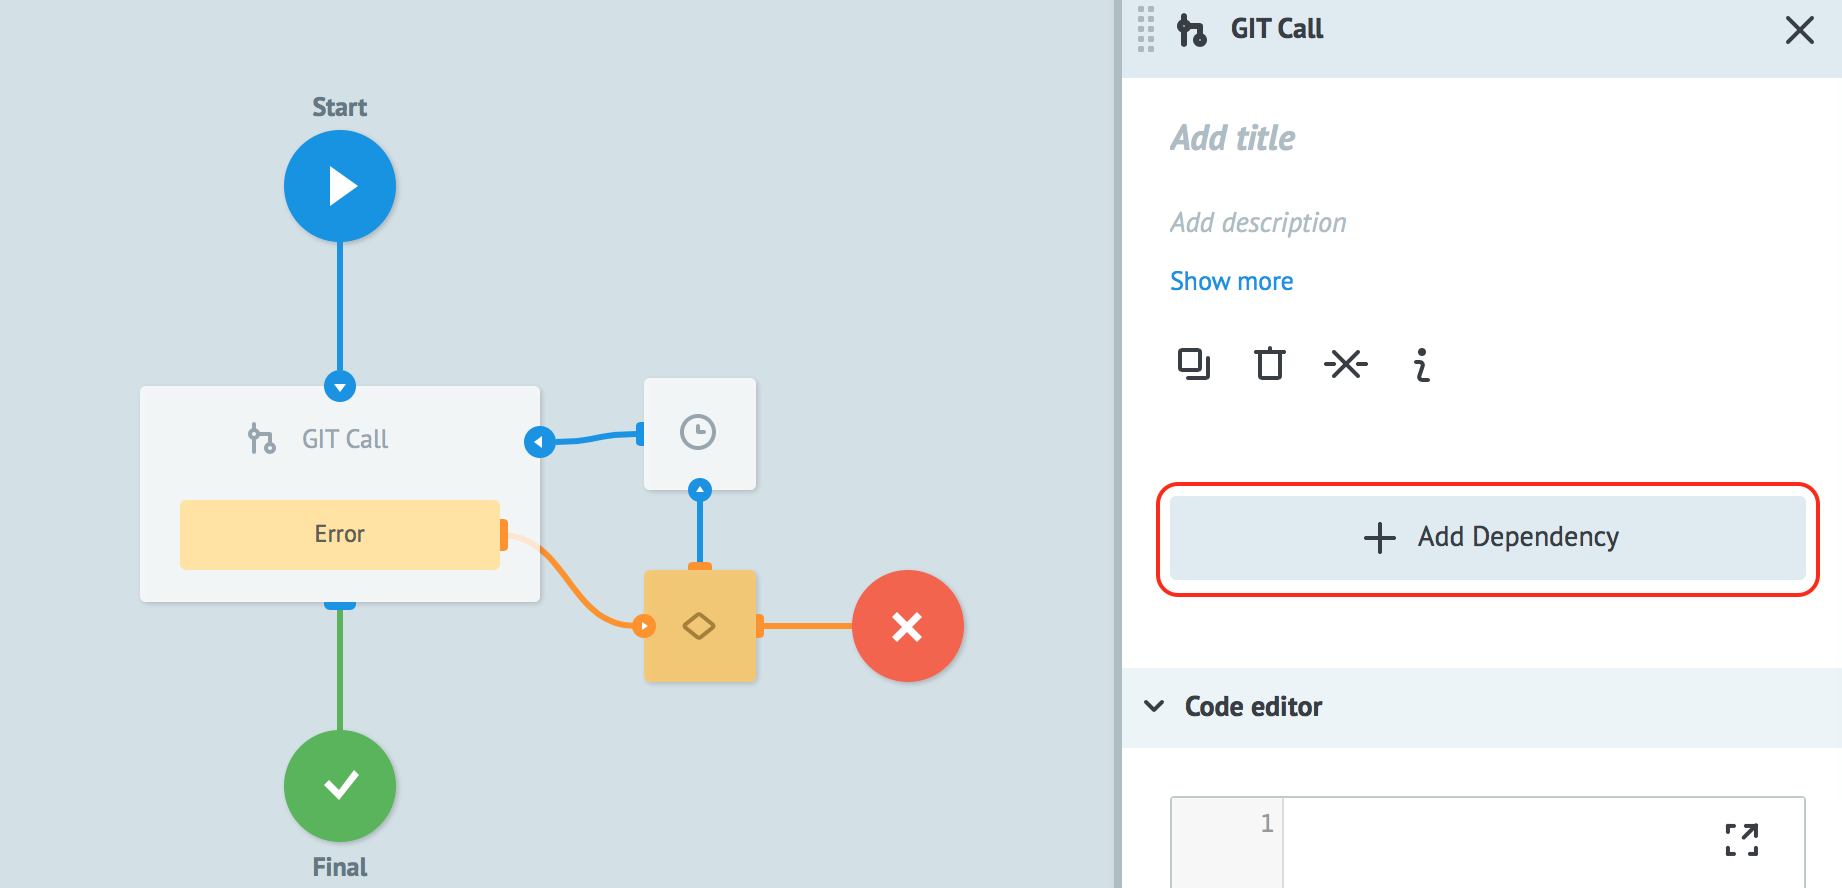 Start
GIT Call
Error
Final
GIT Call
Add title
Add description
Show more
Add Dependency
Code editor
1